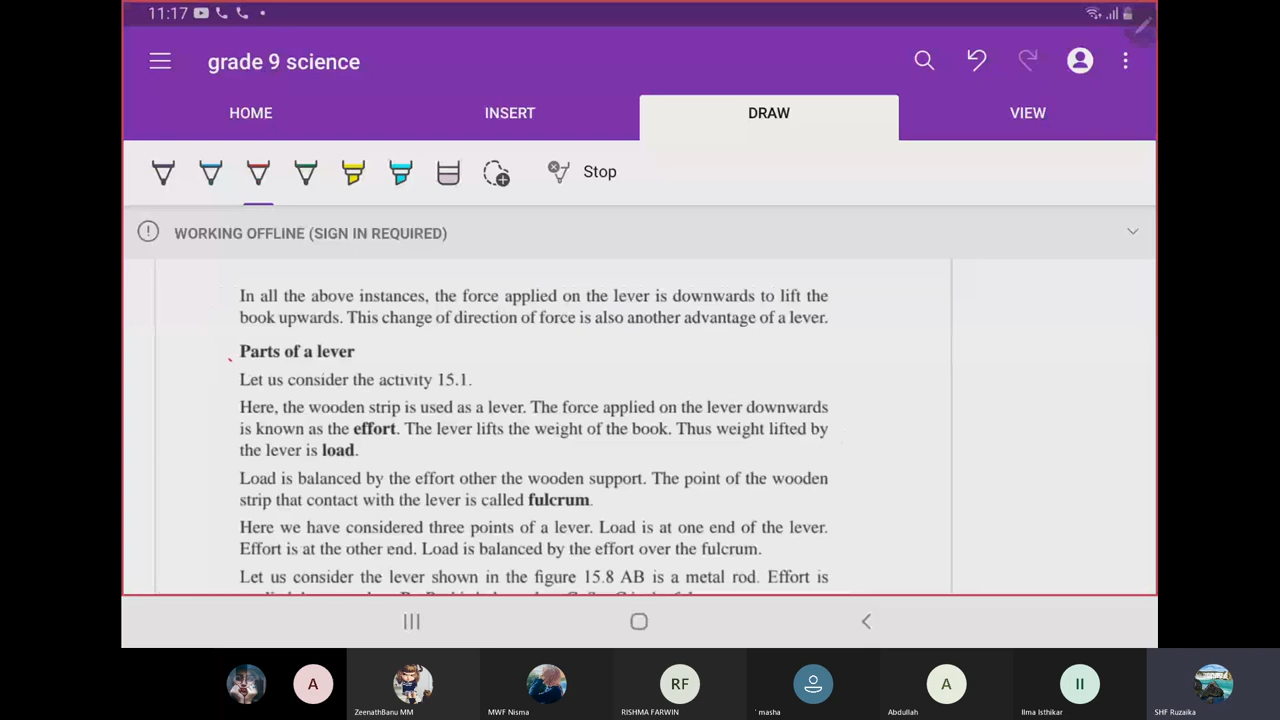 11:17
grade 9 science
HOME INSERT DRAW VIEW
Stop
WORKING OFFLINE (SIGN IN REQUIRED)
In all the above instances, the force applied on the lever is downwards to lift the
book upwards. This change of direction of force is also another advantage of a lever.
Parts of a lever
Let us consider the activity 15.1.
Here, the wooden strip is used as a lever. The force applied on the lever downwards
is known as the effort. The lever lifts the weight of the book. Thus weight lifted by
the lever is load.
Load is balanced by the effort other the wooden support. The point of the wooden
strip that contact with the lever is called fulcrum.
Here we have considered three points of a lever. Load is at one end of the lever.
Effort is at the other end. Load is balanced by the effort over the fulcrum.
Let us consider the lever shown in the figure 15.8 AB is a metal rod. Effort is
A RF A II
ZeenathBanu MM MWF Nisma RISHMA FARWIN ' masha Abdullah Ilma Isthikar SHF Ruzaika